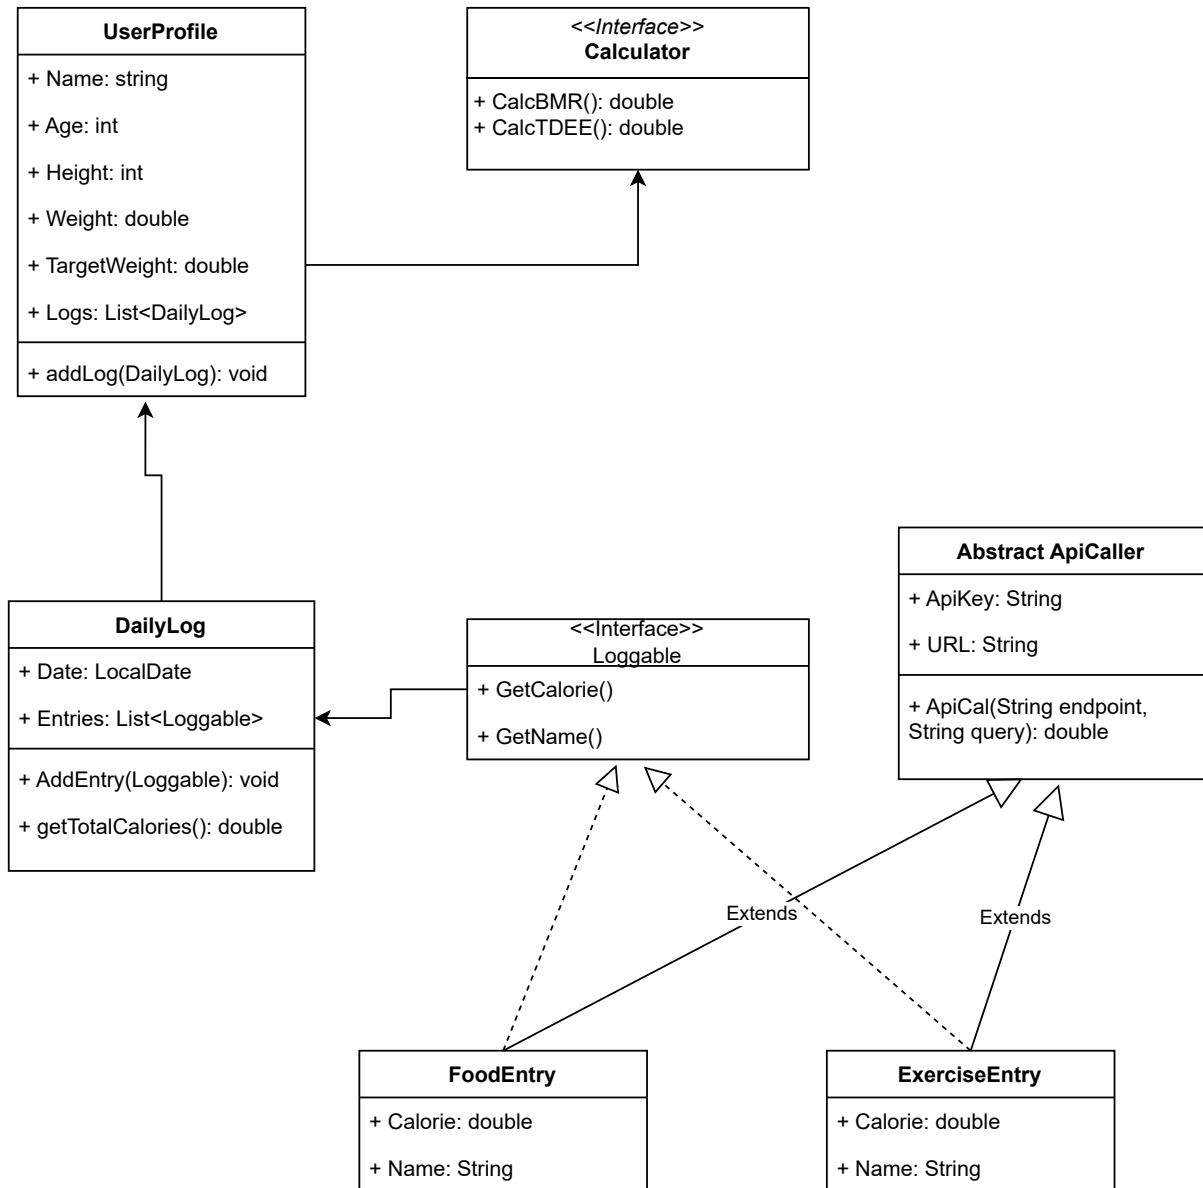 UserProfile
+ Name: string
+ Age: int
+ Height: int
+ Weight: double
+ TargetWeight: double
+ Logs: List<DailyLog>
+ addLog(DailyLog): void
<<Interface>>
Calculator
+ CalcBMR(): double
+ CalcTDEE(): double
DailyLog
+ Date: LocalDate
+ Entries: List<Loggable>
+ AddEntry(Loggable): void
+ getTotalCalories(): double
<<Interface>>
Loggable
+ GetCalorie()
+ GetName()
Abstract ApiCaller
+ ApiKey: String
+ URL: String
+ ApiCal(String endpoint,
String query): double
Extends
Extends
FoodEntry
+ Calorie: double
+ Name: String
ExerciseEntry
+ Calorie: double
+ Name: String